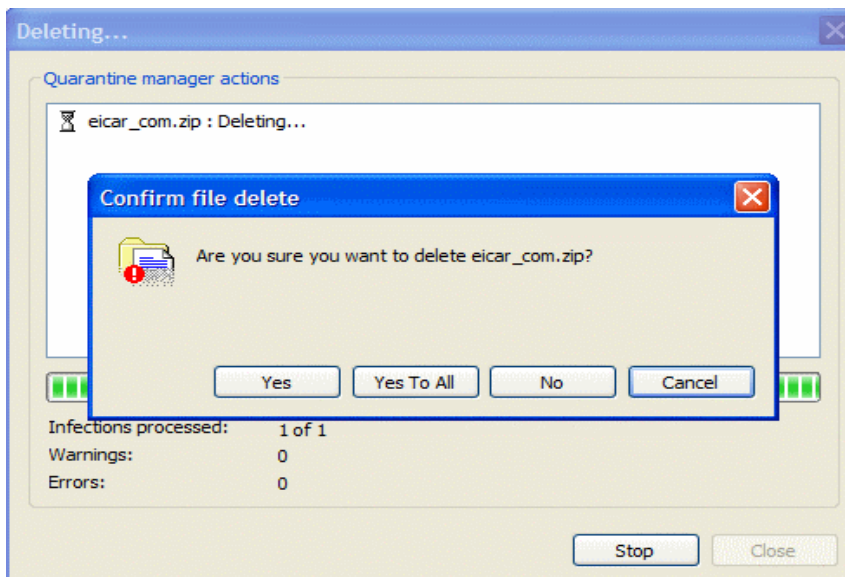 Deleting...
Quarantine manager actions
eicar_com.zip : Deleting...
Confirm file delete
Are you sure you want to delete eicar_com.zip?
Yes Yes To All No Cancel
Infections processed: 1 of 1
Warnings: 0
Errors: 0
Stop Close